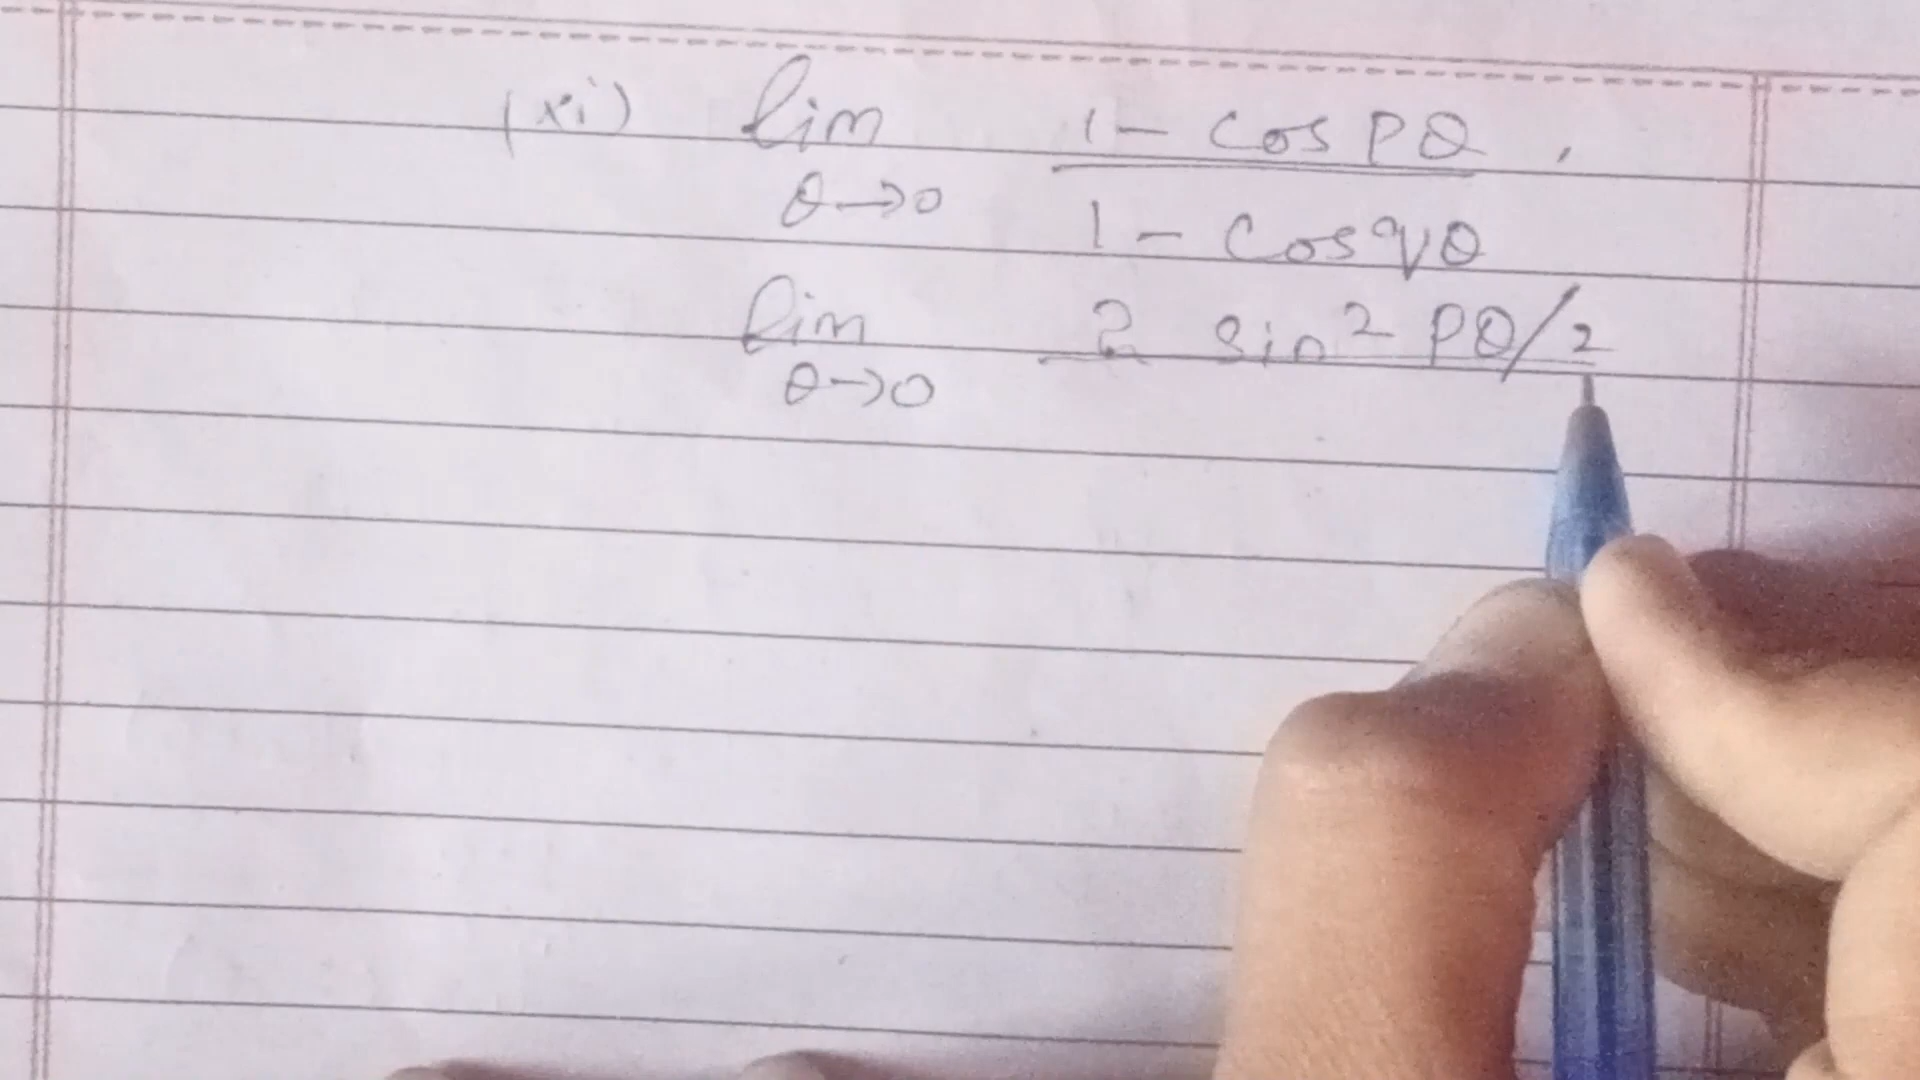 (xi) lim θ→0 1 - cos pθ / 1 - cos qθ
lim θ→0 2 sin² pθ/2